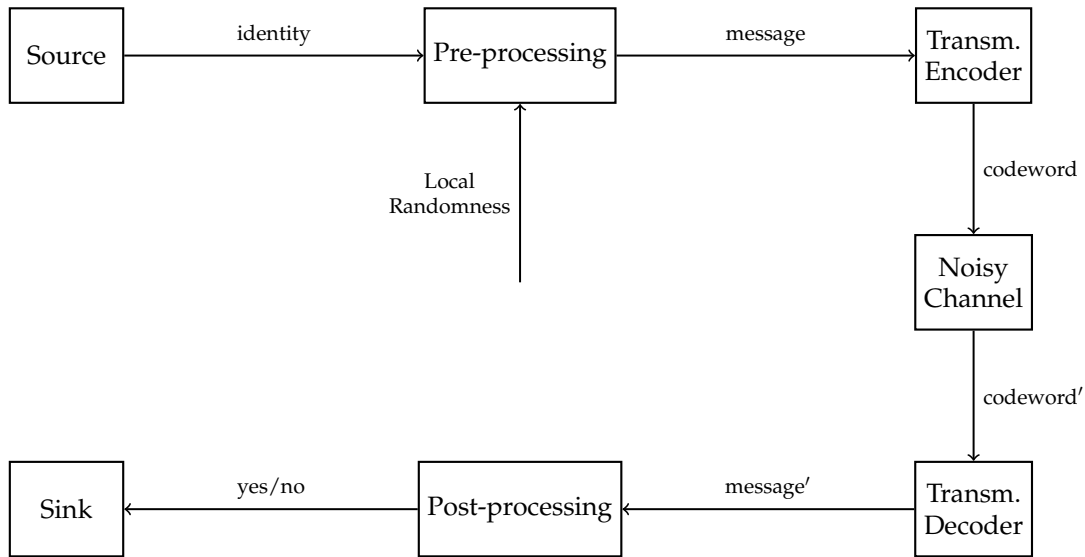 Source
identity
Pre-processing
message
Transm.
Encoder
Local
Randomness
codeword
Noisy
Channel
codeword′
Sink
yes/no
Post-processing
message′
Transm.
Decoder